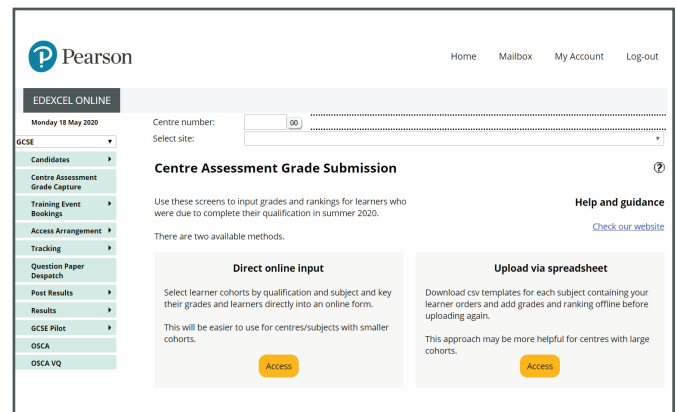 Pearson
Home Mailbox My Account Log-out
EDEXCEL ONLINE
Monday 18 May 2020
GCSE
Candidates
Centre Assessment
Grade Capture
Training Event
Bookings
Access Arrangement
Tracking
Question Paper
Despatch
Post Results
Results
GCSE Pilot
OSCA
OSCA VQ
Centre number:
GO
Select site:
Centre Assessment Grade Submission
?
Use these screens to input grades and rankings for learners who
were due to complete their qualification in summer 2020.
There are two available methods.
Help and guidance
Check our website
Direct online input
Select learner cohorts by qualification and subject and key
their grades and learners directly into an online form.
This will be easier to use for centres/subjects with smaller
cohorts.
Access
Upload via spreadsheet
Download csv templates for each subject containing your
learner orders and add grades and ranking offline before
uploading again.
This approach may be more helpful for centres with large
cohorts.
Access